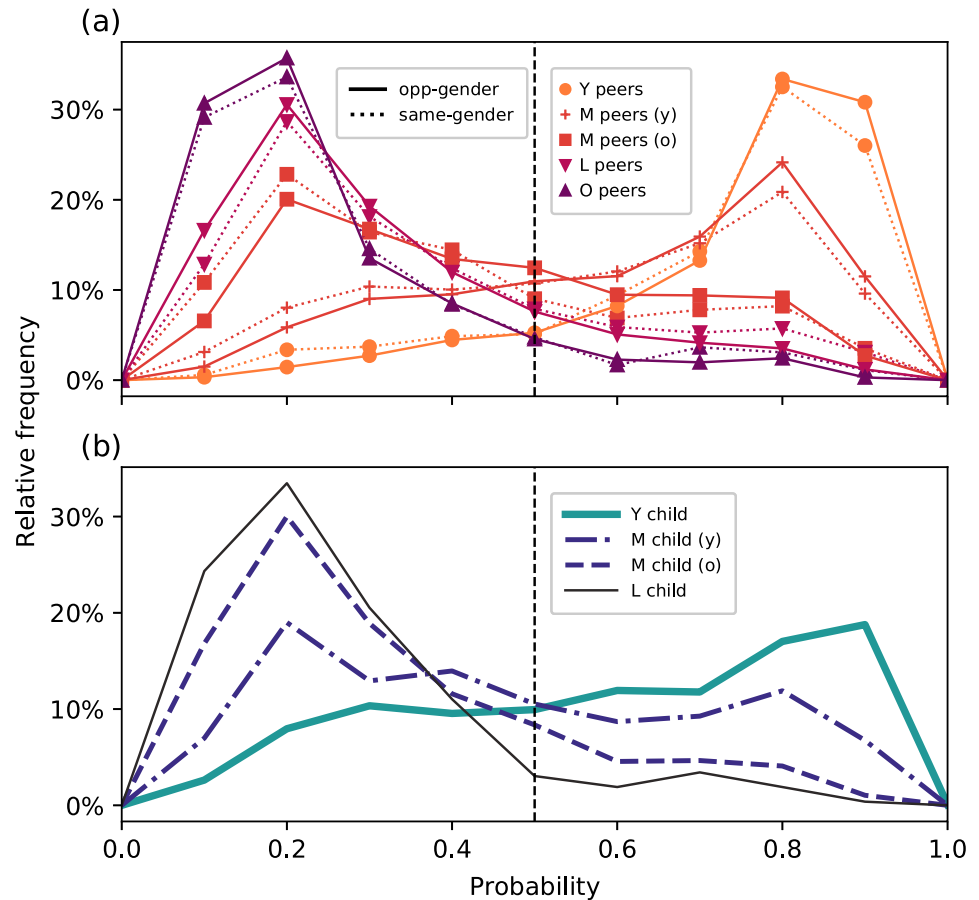 (a)
30%
20%
10%
0%
opp-gender
same-gender
Y peers
M peers (y)
M peers (o)
L peers
O peers
Relative frequency
(b)
30%
20%
10%
0%
Y child
M child (y)
M child (o)
L child
0.0 0.2 0.4 0.6 0.8 1.0
Probability